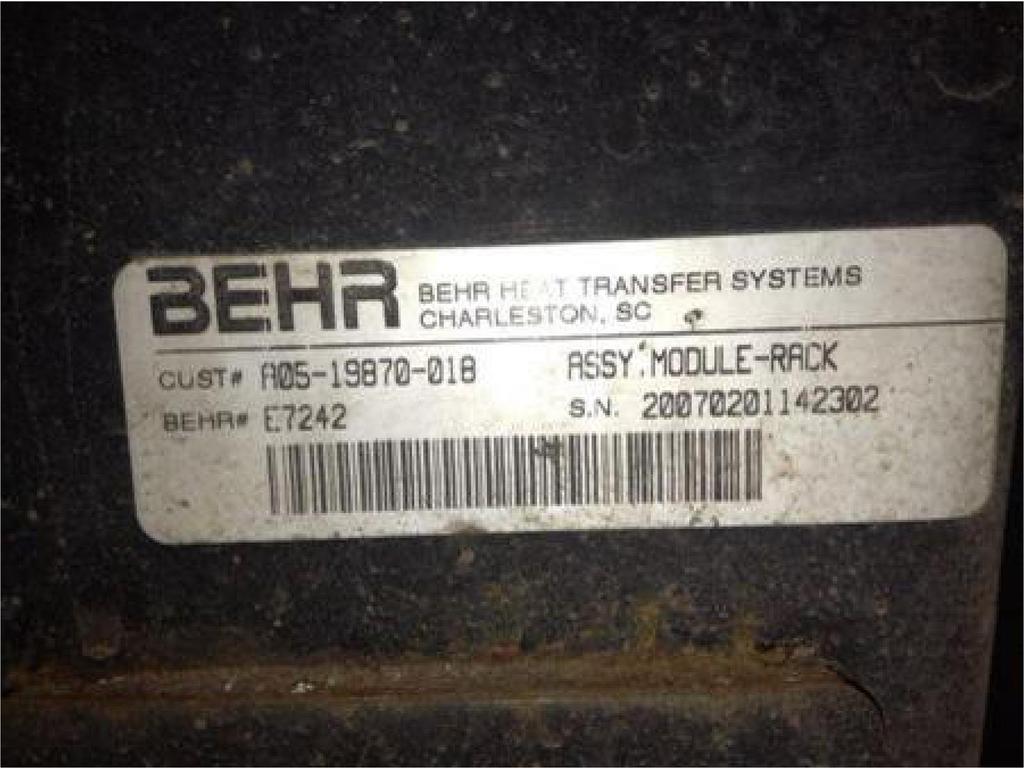 BEHR BEHR HEAT TRANSFER SYSTEMS
CHARLESTON, SC
CUST# A05-19870-018 ASSY.MODULE-RACK
BEHR# E7242 S.N. 20070201142302